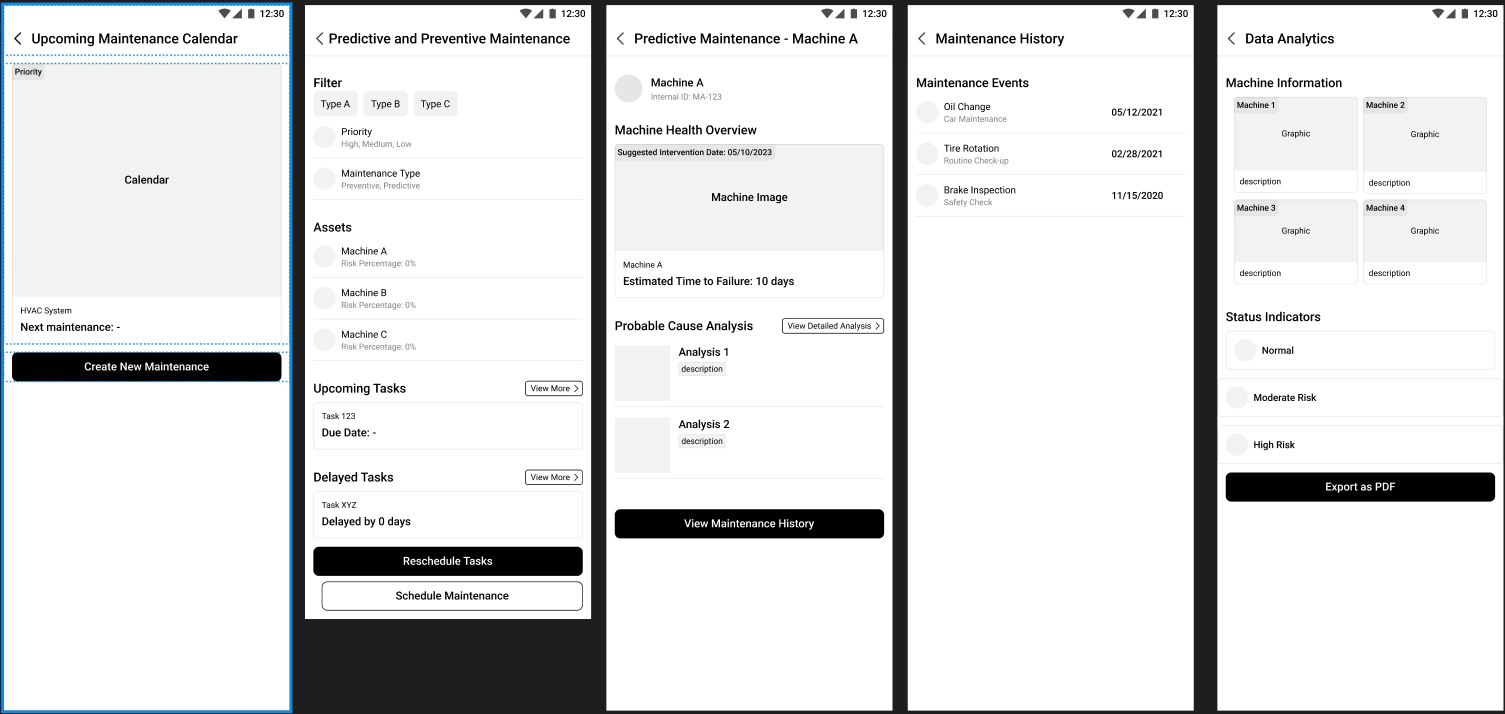 12:30
Upcoming Maintenance Calendar
Priority
Calendar
HVAC System
Next maintenance: -
Create New Maintenance
12:30
Predictive and Preventive Maintenance
Filter
Type A
Type B
Type C
Priority
High, Medium, Low
Maintenance Type
Preventive, Predictive
Assets
Machine A
Risk Percentage: 0%
Machine B
Risk Percentage: 0%
Machine C
Risk Percentage: 0%
Upcoming Tasks
View More
Task 123
Due Date: -
Delayed Tasks
View More
Task XYZ
Delayed by 0 days
Reschedule Tasks
Schedule Maintenance
12:30
Predictive Maintenance - Machine A
Machine A
Internal ID: MA-123
Machine Health Overview
Suggested Intervention Date: 05/10/2023
Machine Image
Machine A
Estimated Time to Failure: 10 days
Probable Cause Analysis
View Detailed Analysis
Analysis 1
description
Analysis 2
description
View Maintenance History
12:30
Maintenance History
Maintenance Events
Oil Change
Car Maintenance
05/12/2021
Tire Rotation
Routine Check-up
02/28/2021
Brake Inspection
Safety Check
11/15/2020
12:30
Data Analytics
Machine Information
Machine 1
Graphic
description
Machine 2
Graphic
description
Machine 3
Graphic
description
Machine 4
Graphic
description
Status Indicators
Normal
Moderate Risk
High Risk
Export as PDF